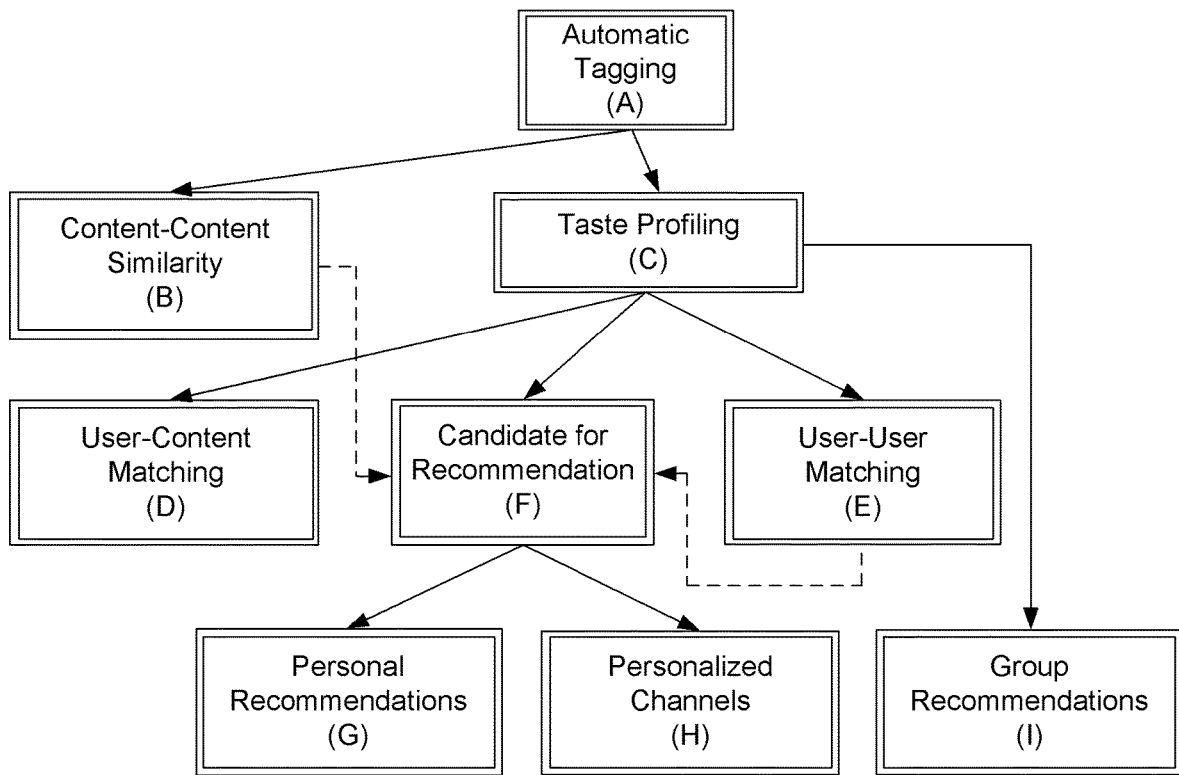 Automatic
Tagging
(A)
Content-Content
Similarity
(B)
Taste Profiling
(C)
User-Content
Matching
(D)
Candidate for
Recommendation
(F)
User-User
Matching
(E)
Personal
Recommendations
(G)
Personalized
Channels
(H)
Group
Recommendations
(I)